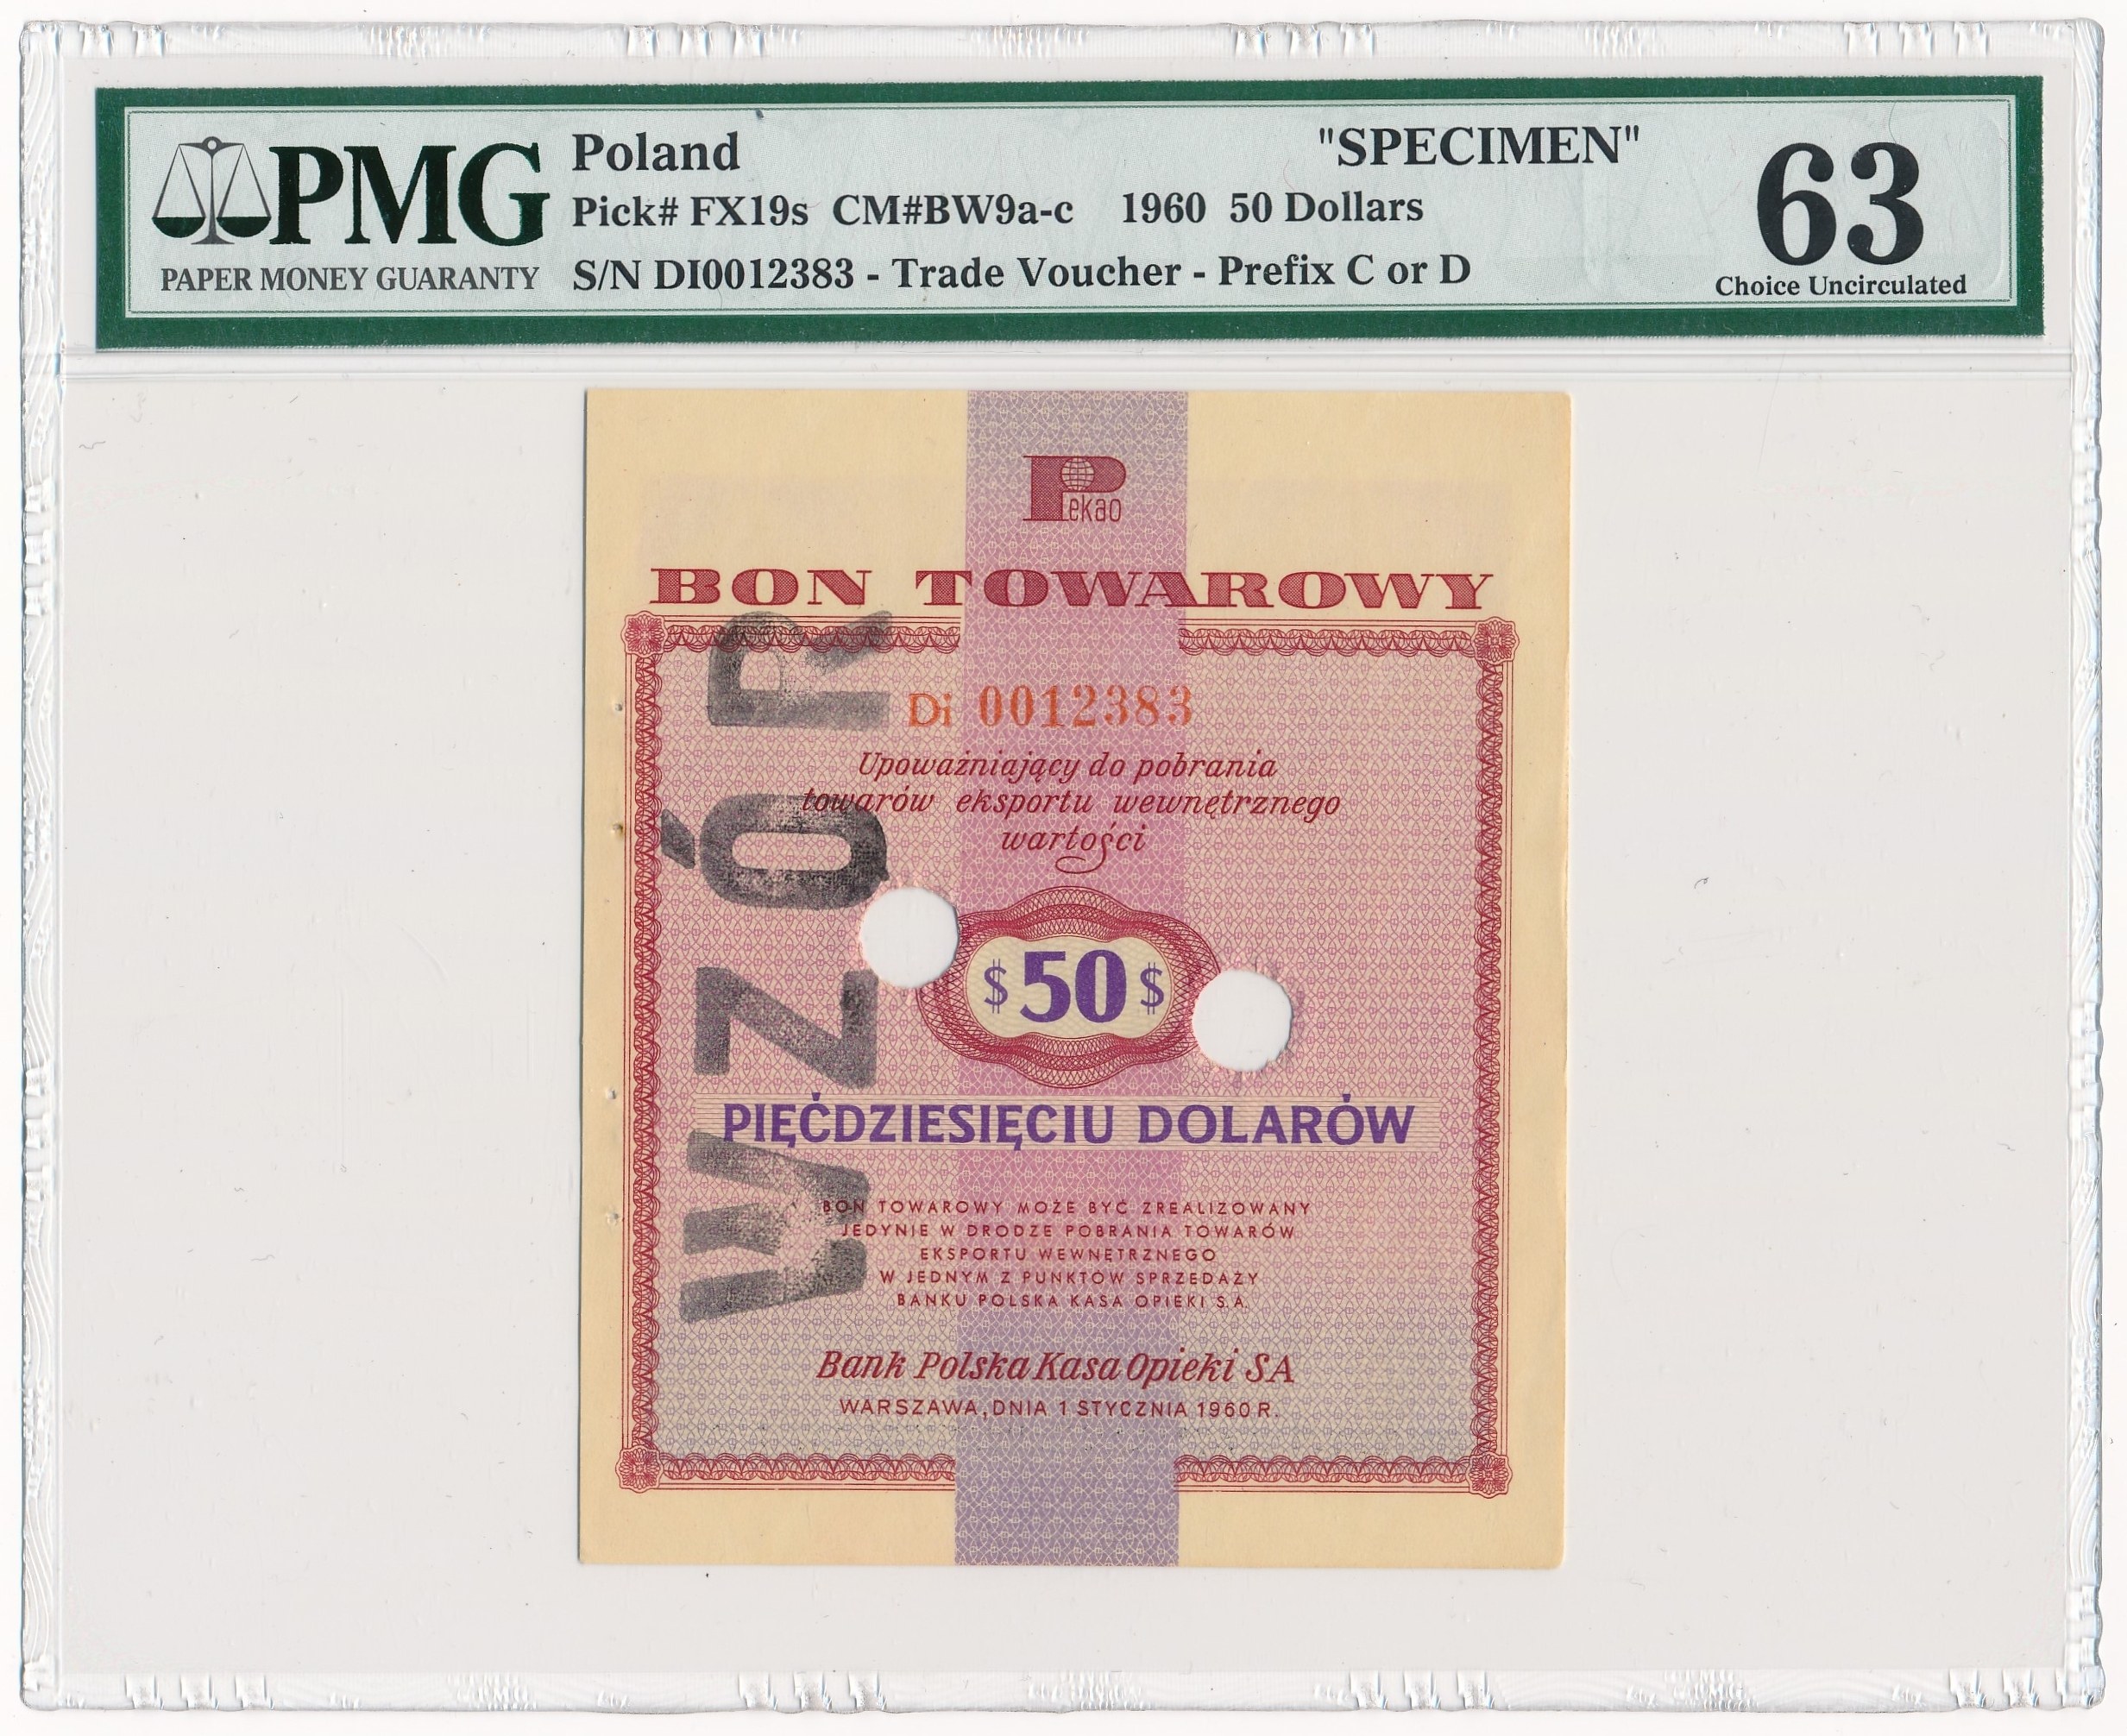 Poland "SPECIMEN"
PMG Pick# FX19s CM#BW9a-c 1960 50 Dollars 63
PAPER MONEY GUARANTY S/N DI0012383 - Trade Voucher - Prefix C or D Choice Uncirculated
Pekao
BON TOWAROWY
Di 0012383
Upoważniający do pobrania
towarów eksportu wewnętrznego
wartości
$50$
PIĘĆDZIESIĘCIU DOLARÓW
BON TOWAROWY MOŻE BYĆ ZREALIZOWANY
JEDYNIE W DRODZE POBRANIA TOWARÓW
EKSPORTU WEWNĘTRZNEGO
W JEDNYM Z PUNKTÓW SPRZEDAŻY
BANKU POLSKA KASA OPIEKI S.A.
Bank Polska Kasa Opieki SA
WARSZAWA, DNIA 1 STYCZNIA 1960 R.
WZÓR